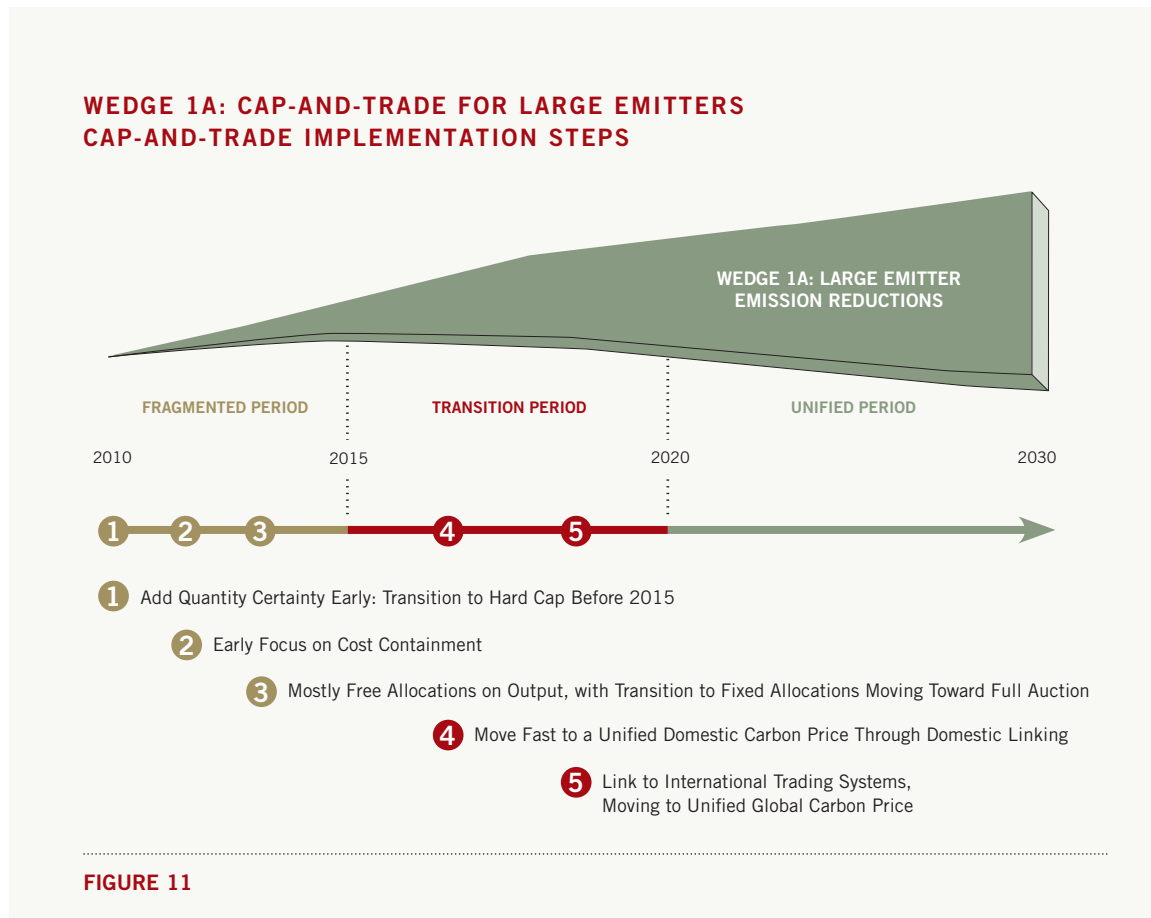 WEDGE 1A: CAP-AND-TRADE FOR LARGE EMITTERS
CAP-AND-TRADE IMPLEMENTATION STEPS
WEDGE 1A: LARGE EMITTER
EMISSION REDUCTIONS
FRAGMENTED PERIOD
TRANSITION PERIOD
UNIFIED PERIOD
2010
2015
2020
2030
1
2
3
4
5
1 Add Quantity Certainty Early: Transition to Hard Cap Before 2015
2 Early Focus on Cost Containment
3 Mostly Free Allocations on Output, with Transition to Fixed Allocations Moving Toward Full Auction
4 Move Fast to a Unified Domestic Carbon Price Through Domestic Linking
5 Link to International Trading Systems,
Moving to Unified Global Carbon Price
FIGURE 11